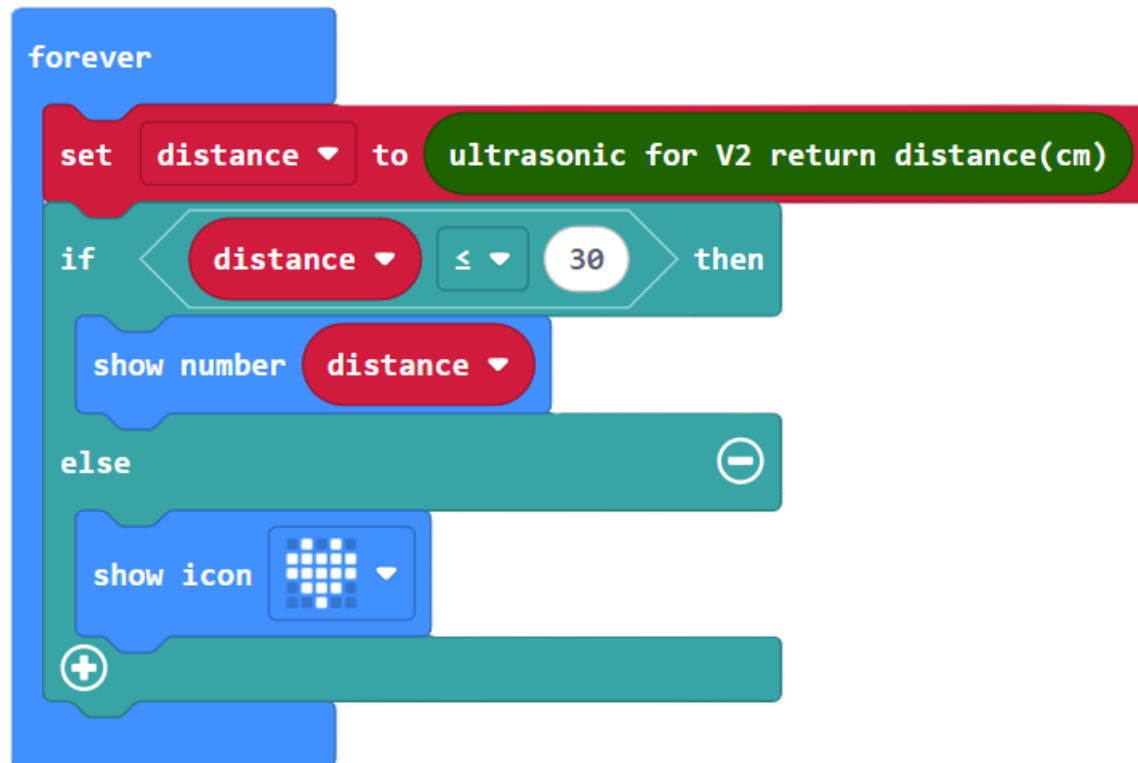 forever
set distance to ultrasonic for V2 return distance(cm)
if distance ≤ 30 then
show number distance
else
show icon